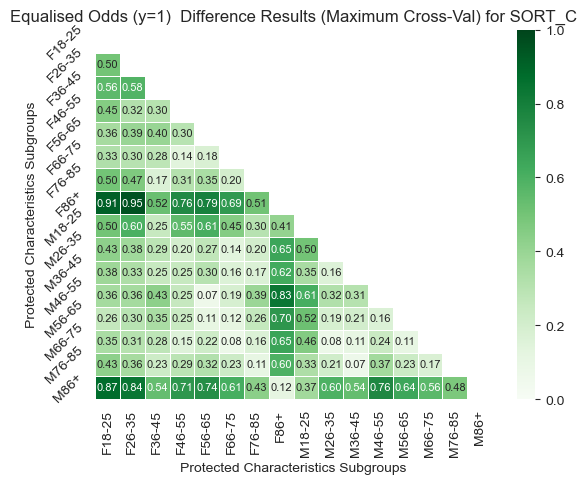 Equalised Odds (y=1)  Difference Results (Maximum Cross-Val) for SORT_C
F18-25
F26-35
0.50
F36-45
0.56 0.58
F46-55
0.45 0.32 0.30
F56-65
0.36 0.39 0.40 0.30
F66-75
0.33 0.30 0.28 0.14 0.18
F76-85
0.50 0.47 0.17 0.31 0.35 0.20
F86+
0.91 0.95 0.52 0.76 0.79 0.69 0.51
M18-25
0.50 0.60 0.25 0.55 0.61 0.45 0.30 0.41
M26-35
0.43 0.38 0.29 0.20 0.27 0.14 0.20 0.65 0.50
M36-45
0.38 0.33 0.25 0.25 0.30 0.16 0.17 0.62 0.35 0.16
M46-55
0.36 0.36 0.43 0.25 0.07 0.19 0.39 0.83 0.61 0.32 0.31
M56-65
0.26 0.30 0.35 0.25 0.11 0.12 0.26 0.70 0.52 0.19 0.21 0.16
M66-75
0.35 0.31 0.28 0.15 0.22 0.08 0.16 0.65 0.46 0.08 0.11 0.24 0.11
M76-85
0.43 0.36 0.23 0.29 0.32 0.23 0.11 0.60 0.33 0.21 0.07 0.37 0.23 0.17
M86+
0.87 0.84 0.54 0.71 0.74 0.61 0.43 0.12 0.37 0.60 0.54 0.76 0.64 0.56 0.48
Protected Characteristics Subgroups
F18-25 F26-35 F36-45 F46-55 F56-65 F66-75 F76-85 F86+ M18-25 M26-35 M36-45 M46-55 M56-65 M66-75 M76-85 M86+
Protected Characteristics Subgroups
1.0
0.8
0.6
0.4
0.2
0.0